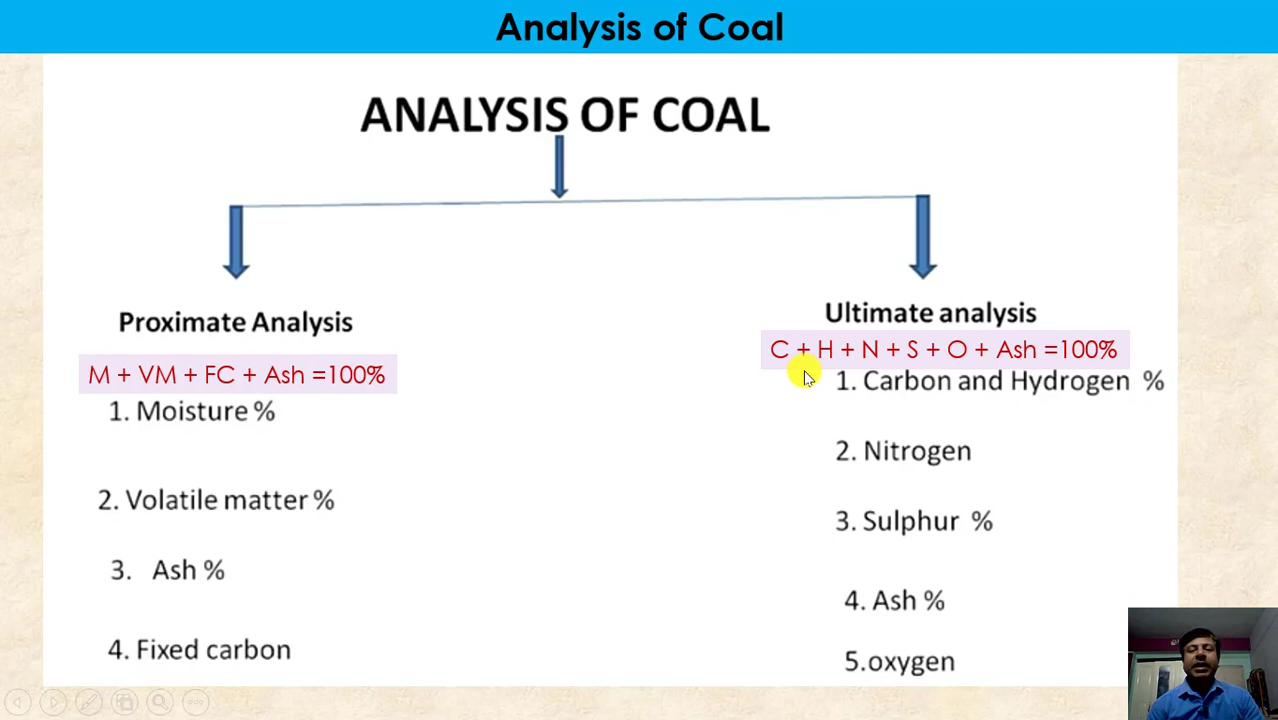 Analysis of Coal
ANALYSIS OF COAL
Proximate Analysis
M + VM + FC + Ash =100%
1. Moisture %
2. Volatile matter %
3. Ash %
4. Fixed carbon
Ultimate analysis
C + H + N + S + O + Ash =100%
1. Carbon and Hydrogen %
2. Nitrogen
3. Sulphur %
4. Ash %
5.oxygen